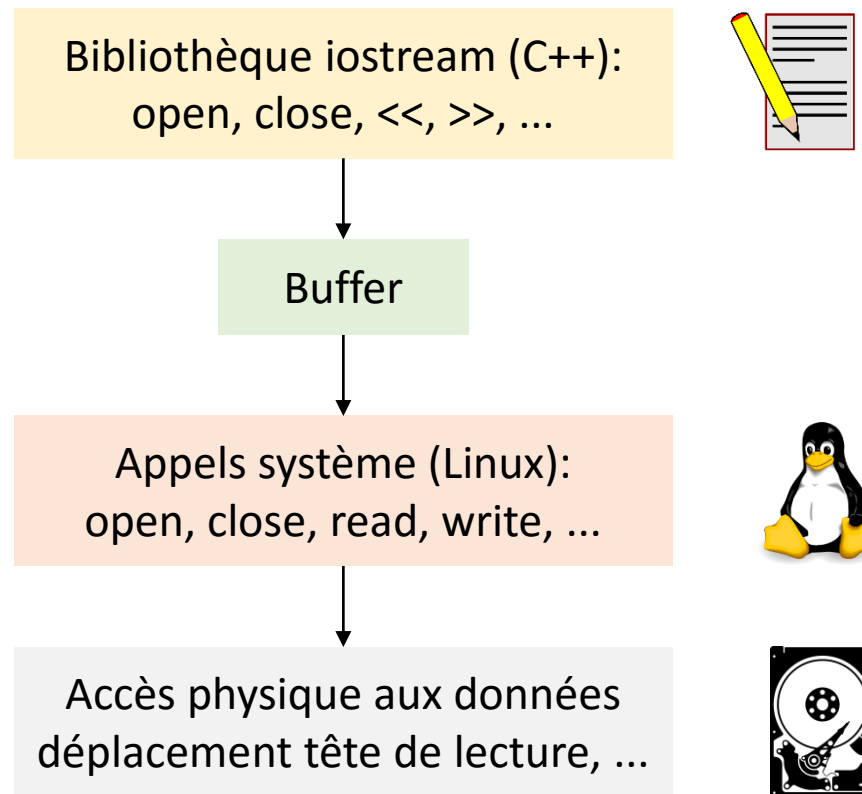 Bibliothèque iostream (C++):
open, close, <<, >>, ...
Buffer
Appels système (Linux):
open, close, read, write, ...
Accès physique aux données
déplacement tête de lecture, ...